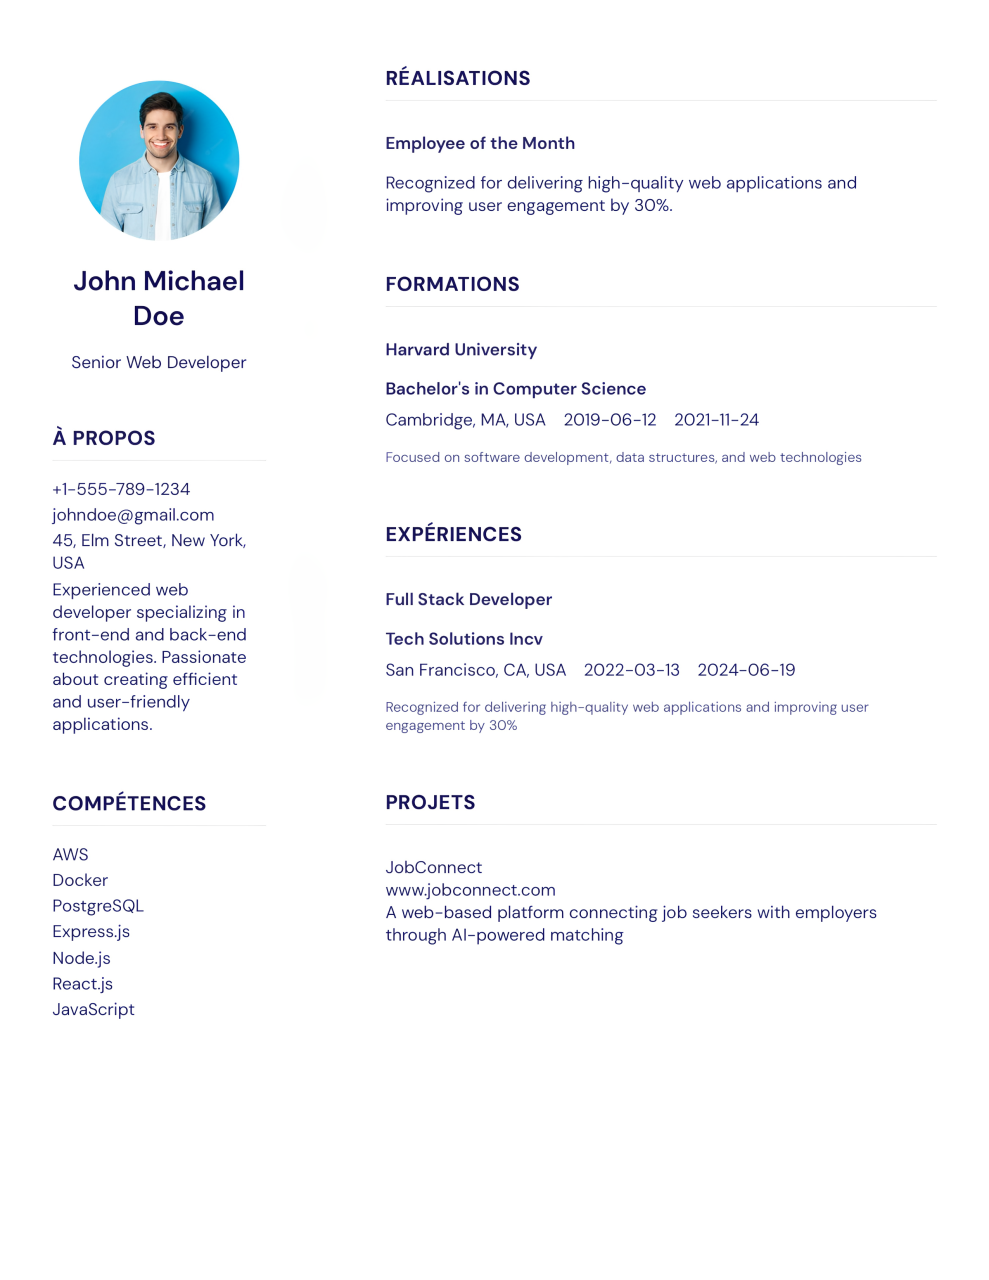 John Michael
Doe
Senior Web Developer
À PROPOS
+1-555-789-1234
johndoe@gmail.com
45, Elm Street, New York,
USA
Experienced web
developer specializing in
front-end and back-end
technologies. Passionate
about creating efficient
and user-friendly
applications.
COMPÉTENCES
AWS
Docker
PostgreSQL
Express.js
Node.js
React.js
JavaScript
RÉALISATIONS
Employee of the Month
Recognized for delivering high-quality web applications and
improving user engagement by 30%.
FORMATIONS
Harvard University
Bachelor's in Computer Science
Cambridge, MA, USA 2019-06-12 2021-11-24
Focused on software development, data structures, and web technologies
EXPÉRIENCES
Full Stack Developer
Tech Solutions Incv
San Francisco, CA, USA 2022-03-13 2024-06-19
Recognized for delivering high-quality web applications and improving user
engagement by 30%
PROJETS
JobConnect
www.jobconnect.com
A web-based platform connecting job seekers with employers
through AI-powered matching